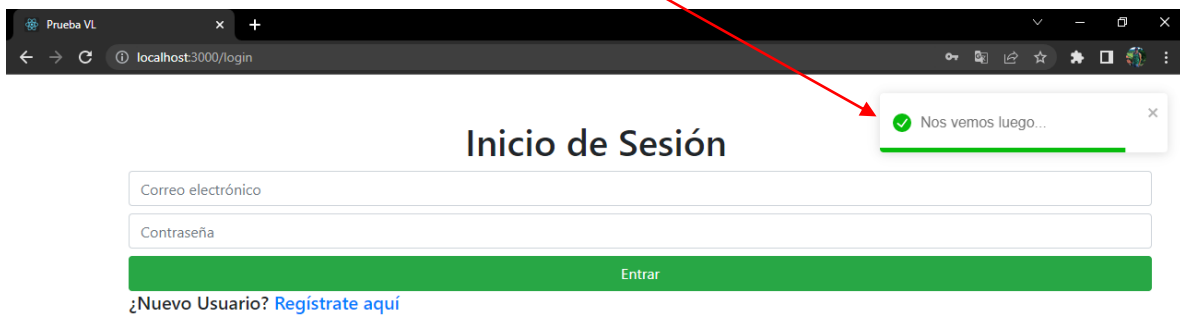 Prueba VL
localhost:3000/login
Nos vemos luego...
Inicio de Sesión
Correo electrónico
Contraseña
Entrar
¿Nuevo Usuario? Regístrate aquí